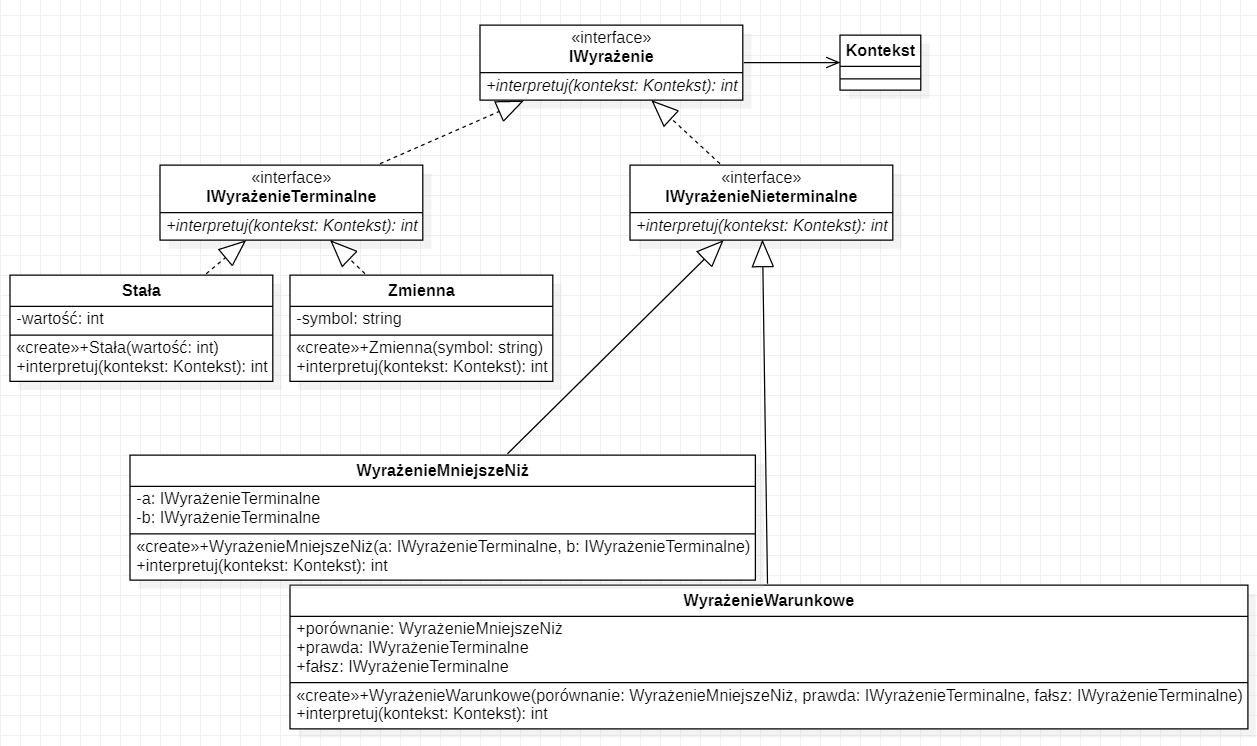 «interface»
IWyrażenie
+interpretuj(kontekst: Kontekst): int
Kontekst
«interface»
IWyrażenieTerminalne
+interpretuj(kontekst: Kontekst): int
«interface»
IWyrażenieNieterminalne
+interpretuj(kontekst: Kontekst): int
Stała
-wartość: int
«create»+Stała(wartość: int)
+interpretuj(kontekst: Kontekst): int
Zmienna
-symbol: string
«create»+Zmienna(symbol: string)
+interpretuj(kontekst: Kontekst): int
WyrażenieMniejszeNiż
-a: IWyrażenieTerminalne
-b: IWyrażenieTerminalne
«create»+WyrażenieMniejszeNiż(a: IWyrażenieTerminalne, b: IWyrażenieTerminalne)
+interpretuj(kontekst: Kontekst): int
WyrażenieWarunkowe
+porównanie: WyrażenieMniejszeNiż
+prawda: IWyrażenieTerminalne
+fałsz: IWyrażenieTerminalne
«create»+WyrażenieWarunkowe(porównanie: WyrażenieMniejszeNiż, prawda: IWyrażenieTerminalne, fałsz: IWyrażenieTerminalne)
+interpretuj(kontekst: Kontekst): int